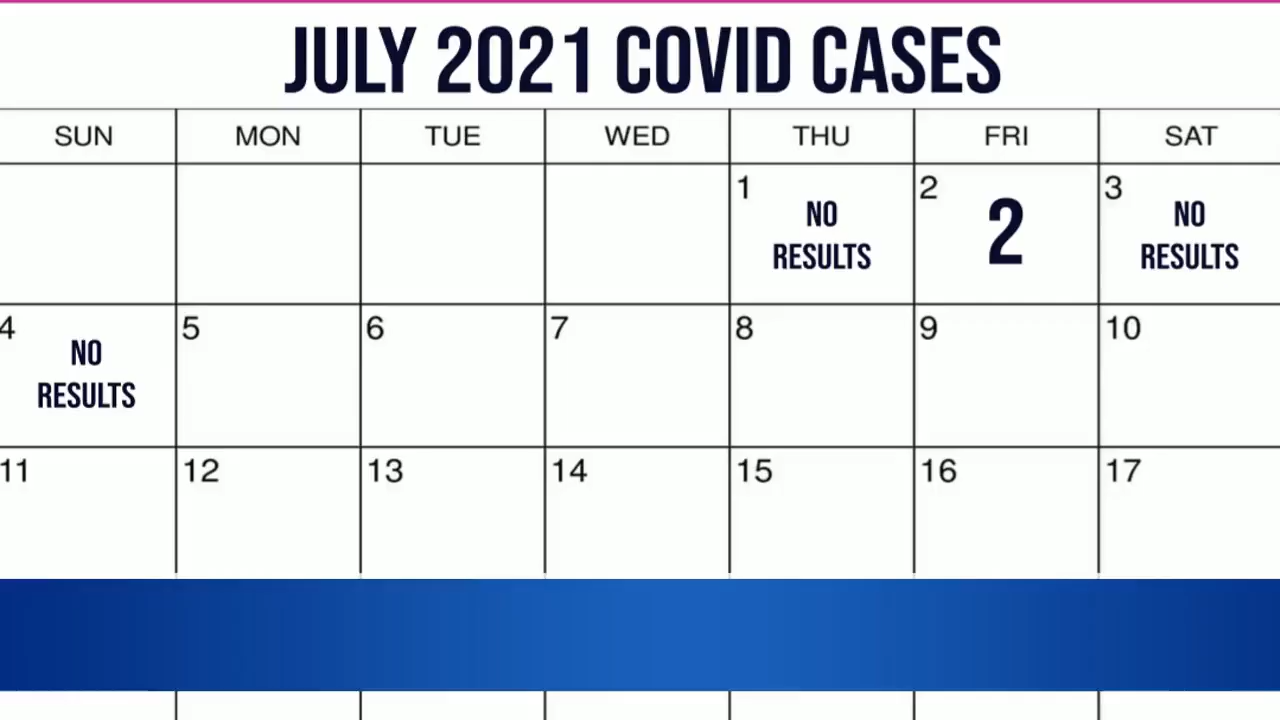 JULY 2021 COVID CASES
SUN MON TUE WED THU FRI SAT
1 2 3
NO RESULTS 2 NO RESULTS
4 5 6 7 8 9 10
NO RESULTS
11 12 13 14 15 16 17